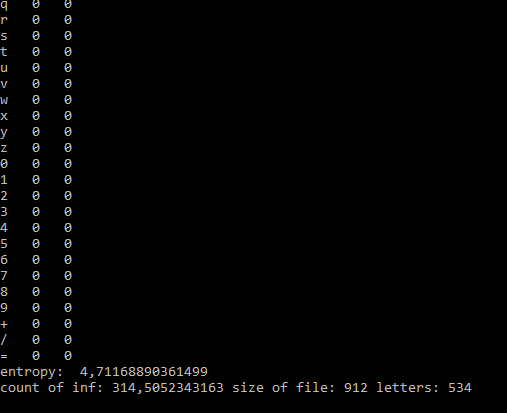 q 0 0
r 0 0
s 0 0
t 0 0
u 0 0
v 0 0
w 0 0
x 0 0
y 0 0
z 0 0
0 0 0
1 0 0
2 0 0
3 0 0
4 0 0
5 0 0
6 0 0
7 0 0
8 0 0
9 0 0
+ 0 0
/ 0 0
= 0 0
entropy: 4,71168890361499
count of inf: 314,5052343163 size of file: 912 letters: 534